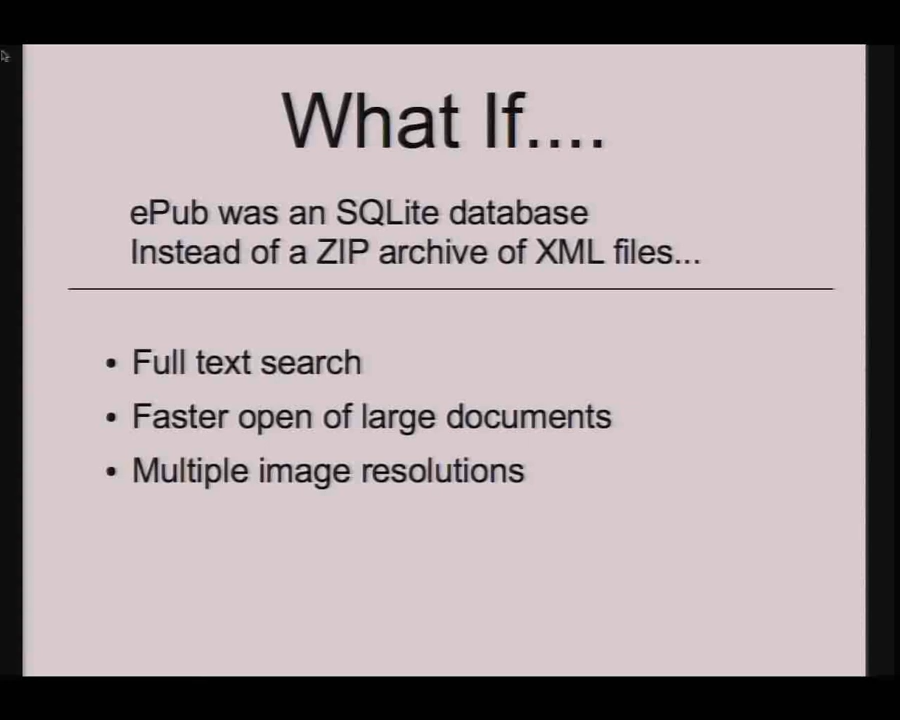 What If....
ePub was an SQLite database
Instead of a ZIP archive of XML files...
• Full text search
• Faster open of large documents
• Multiple image resolutions